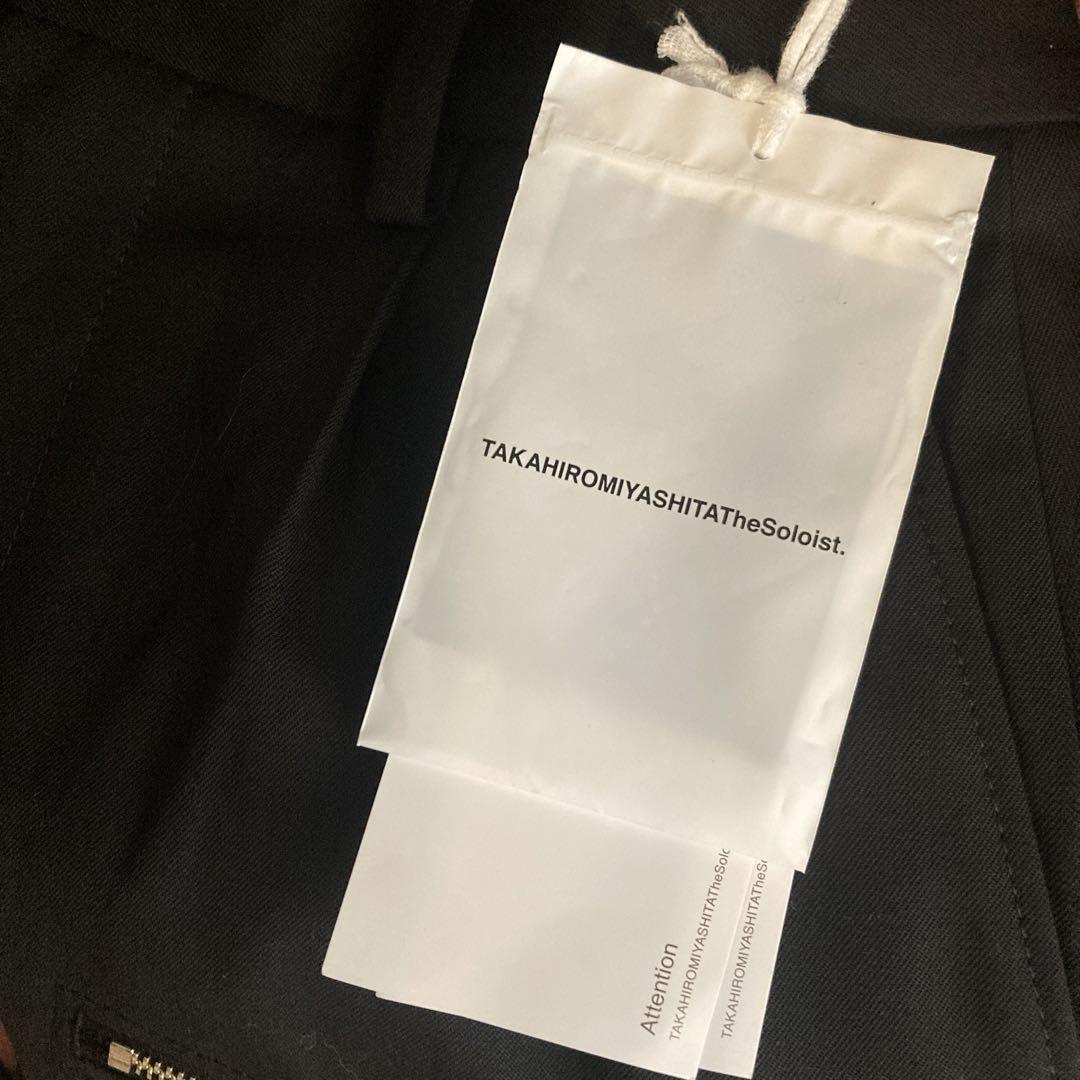 TAKAHIROMIYASHITATheSoloist.
Attention
TAKAHIROMIYASHITATheSolo
TAKAHIROMIYASHITATheSo